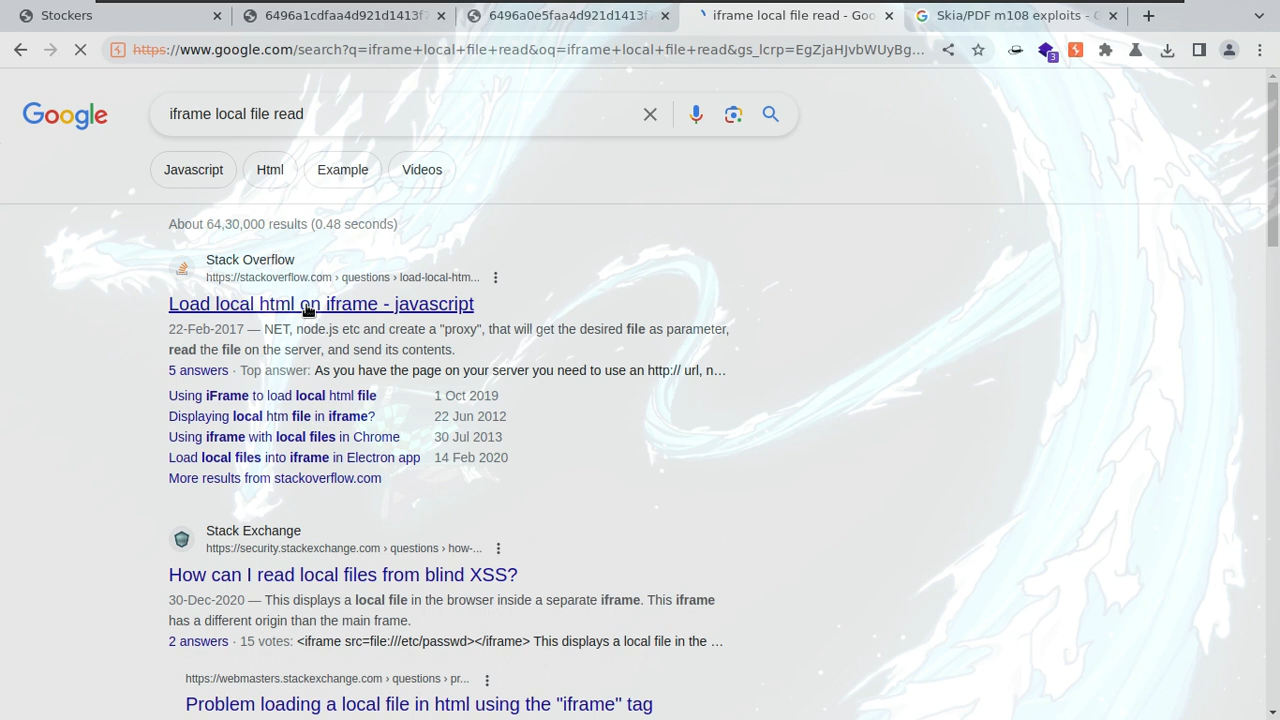 Stockers
6496a1cdfaa4d921d1413f
6496a0e5faa4d921d1413f
iframe local file read - Goo
Skia/PDF m108 exploits - G
https://www.google.com/search?q=iframe+local+file+read&oq=iframe+local+file+read&gs_lcrp=EgZjaHJvbWUyBg...
3
Google
iframe local file read
Javascript
Html
Example
Videos
About 64,30,000 results (0.48 seconds)
Stack Overflow
https://stackoverflow.com › questions › load-local-htm...
Load local html on iframe - javascript
22-Feb-2017 — NET, node.js etc and create a "proxy", that will get the desired file as parameter,
read the file on the server, and send its contents.
5 answers · Top answer: As you have the page on your server you need to use an http:// url, n…
Using iFrame to load local html file 1 Oct 2019
Displaying local htm file in iframe? 22 Jun 2012
Using iframe with local files in Chrome 30 Jul 2013
Load local files into iframe in Electron app 14 Feb 2020
More results from stackoverflow.com
Stack Exchange
https://security.stackexchange.com › questions › how-...
How can I read local files from blind XSS?
30-Dec-2020 — This displays a local file in the browser inside a separate iframe. This iframe
has a different origin than the main frame.
2 answers · 15 votes: <iframe src=file:///etc/passwd></iframe> This displays a local file in the …
https://webmasters.stackexchange.com › questions › pr...
Problem loading a local file in html using the "iframe" tag